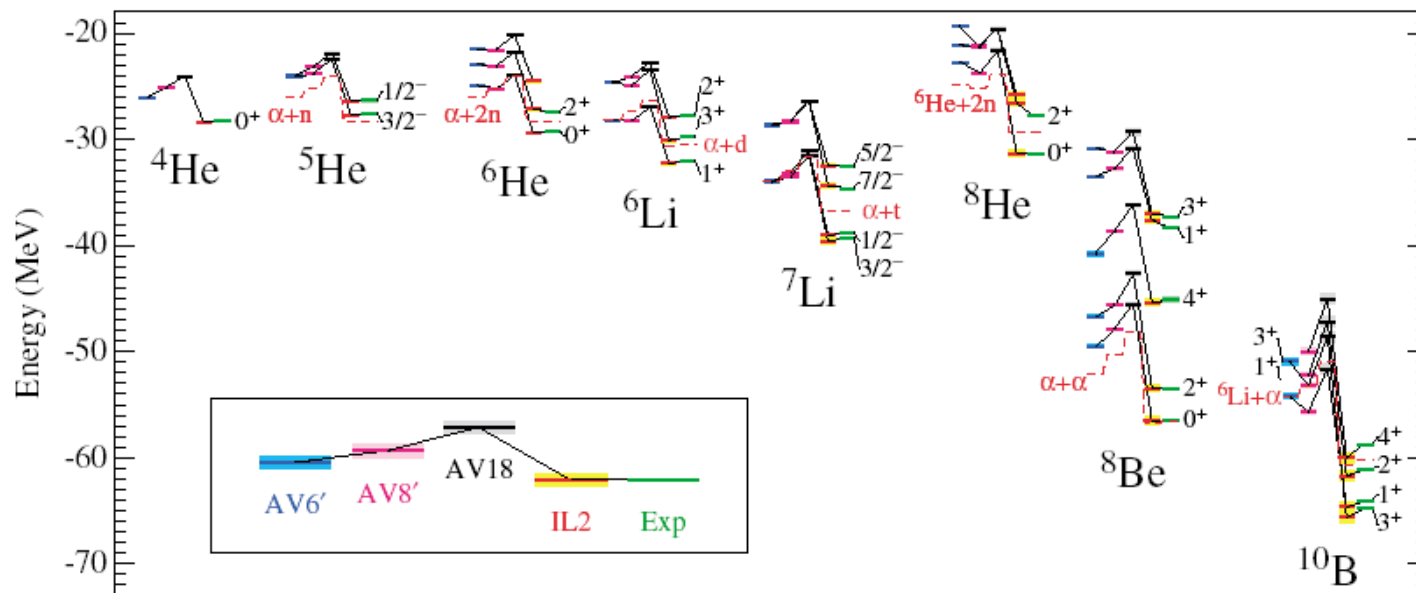 Energy (MeV)
-20
-30
-40
-50
-60
-70
⁴He
0⁺
⁵He
α+n
1/2⁻
3/2⁻
⁶He
α+2n
2⁺
0⁺
⁶Li
2⁺
3⁺
α+d
1⁺
⁷Li
5/2⁻
7/2⁻
α+t
1/2⁻
3/2⁻
⁸He
⁶He+2n
2⁺
0⁺
⁸Be
α+α
3⁺
1⁺
4⁺
2⁺
0⁺
¹⁰B
3⁺
1⁺
⁶Li+α
4⁺
2⁺
1⁺
3⁺
AV6′
AV8′
AV18
IL2
Exp